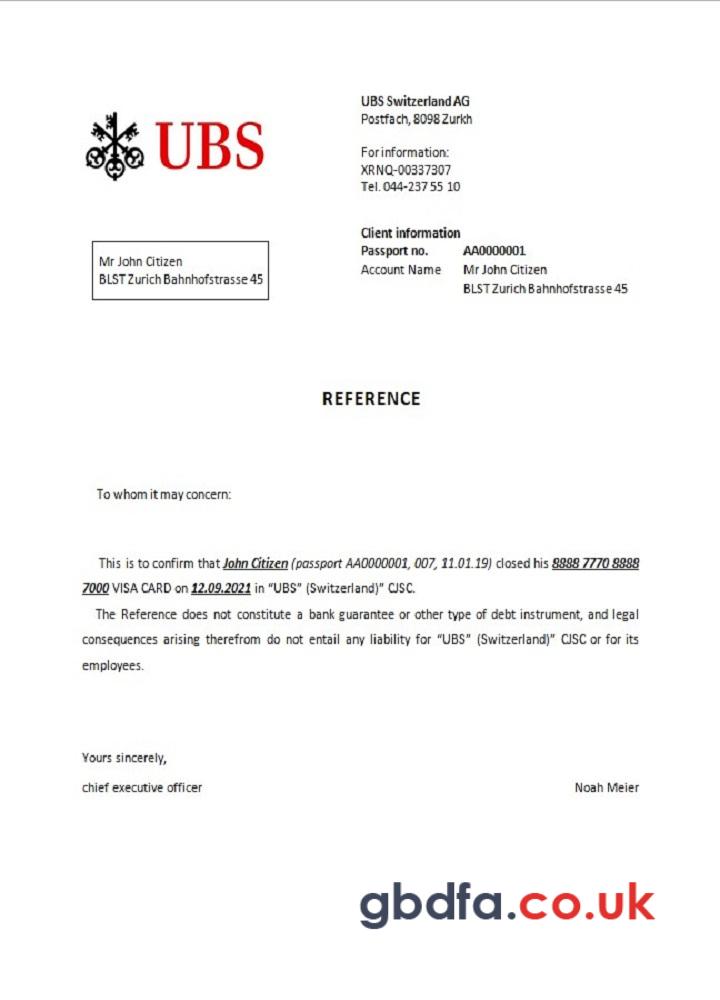 UBS
UBS Switzerland AG
Postfach, 8098 Zurkh
For information:
XRNQ-00337307
Tel. 044-237 55 10
Client information
Passport no. AA0000001
Account Name Mr John Citizen
BLST Zurich Bahnhofstrasse 45
Mr John Citizen
BLST Zurich Bahnhofstrasse 45
REFERENCE
To whom it may concern:
This is to confirm that John Citizen (passport AA0000001, 007, 11.01.19) closed his 8888 7770 8888
7000 VISA CARD on 12.09.2021 in “UBS” (Switzerland)” CJSC.
The Reference does not constitute a bank guarantee or other type of debt instrument, and legal
consequences arising therefrom do not entail any liability for “UBS” (Switzerland)” CJSC or for its
employees.
Yours sincerely,
chief executive officer Noah Meier
gbdfa.co.uk